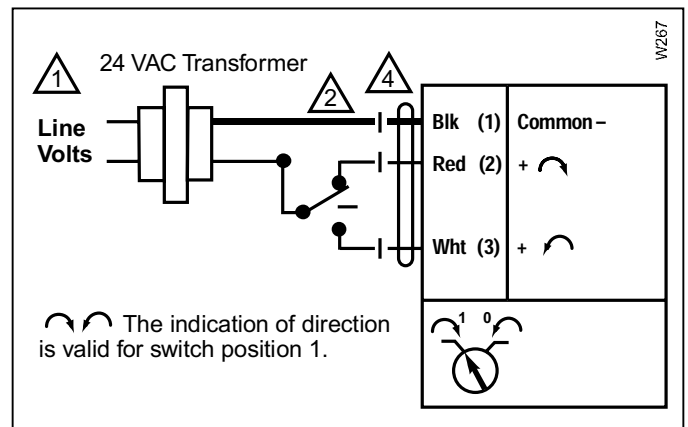 W267
1
24 VAC Transformer
2
4
Line
Volts
Blk (1) Common –
Red (2) +
Wht (3) +
The indication of direction
is valid for switch position 1.
1 0